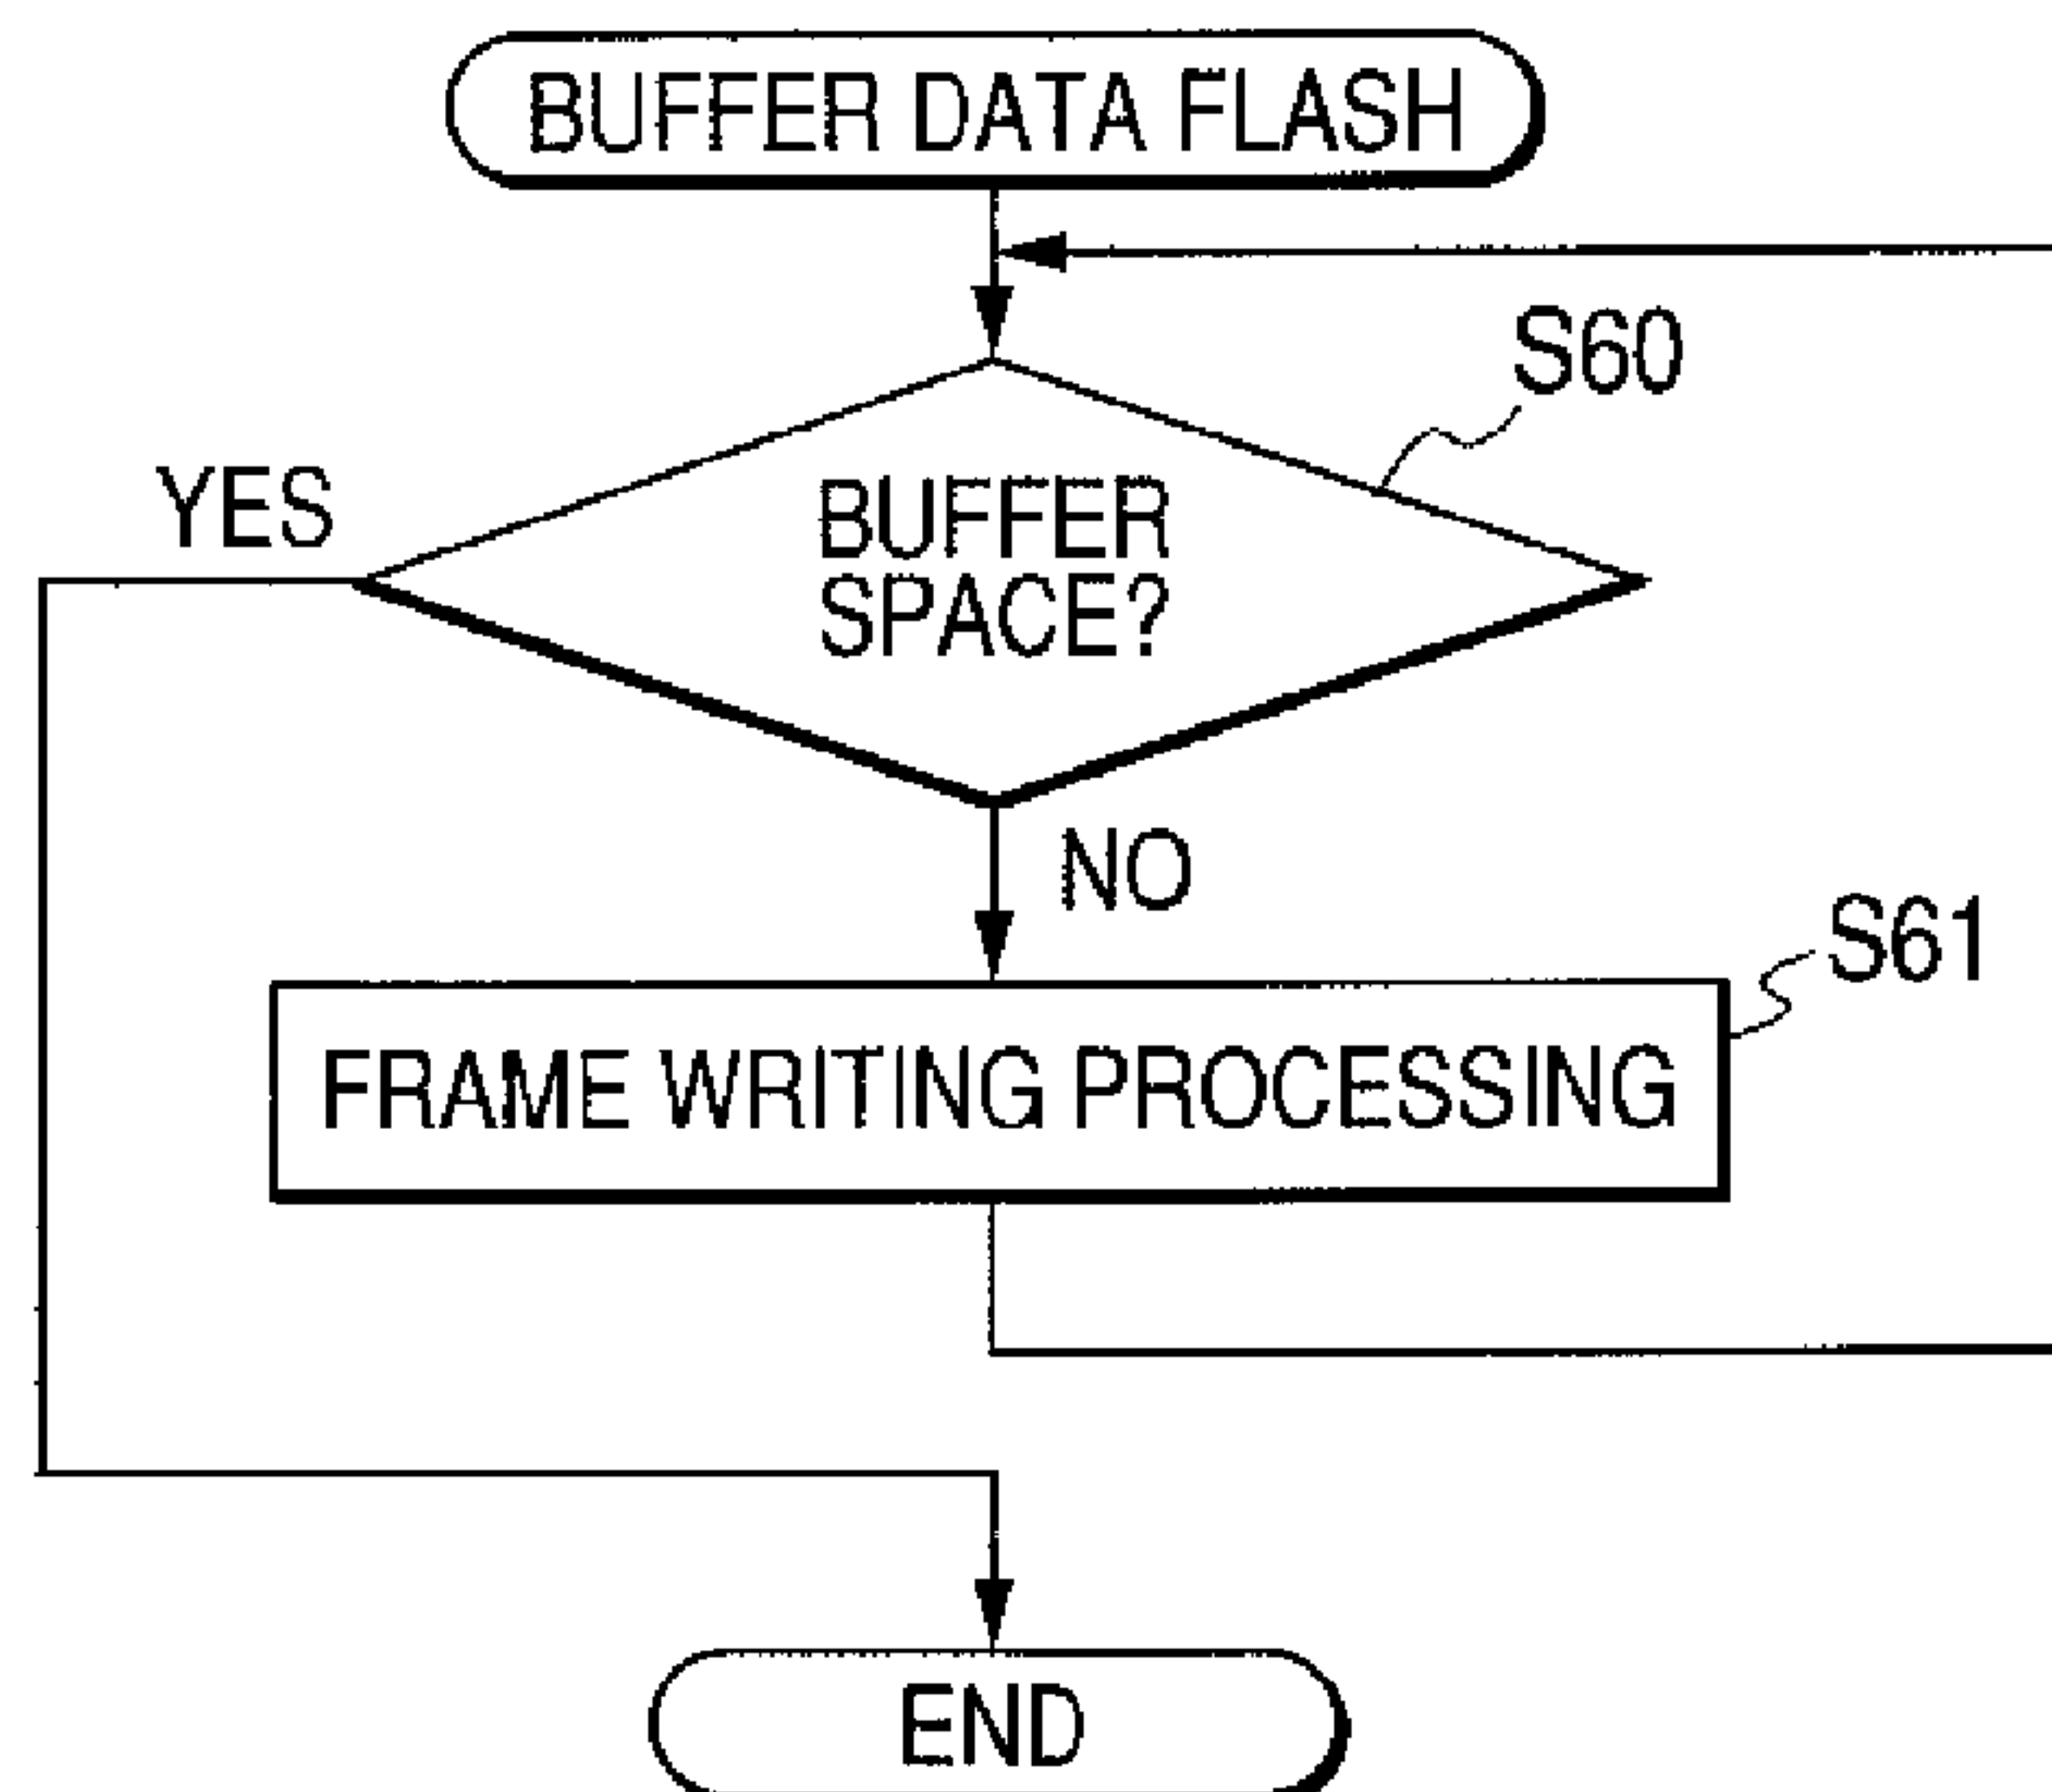 BUFFER DATA FLASH
S60
YES
BUFFER
SPACE?
NO
S61
FRAME WRITING PROCESSING
END